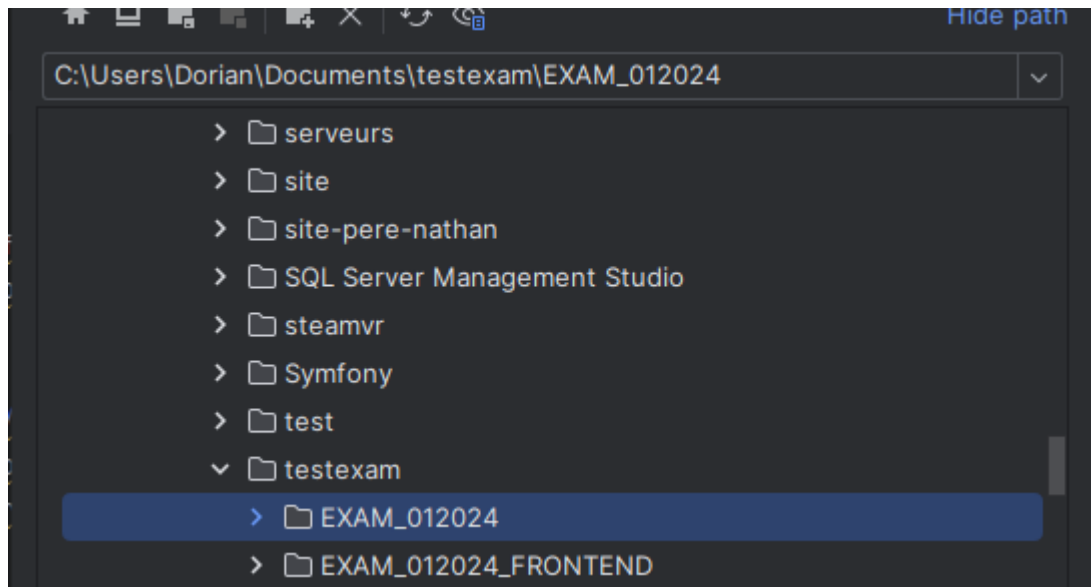 Hide path
C:\Users\Dorian\Documents\testexam\EXAM_012024
serveurs
site
site-pere-nathan
SQL Server Management Studio
steamvr
Symfony
test
testexam
EXAM_012024
EXAM_012024_FRONTEND